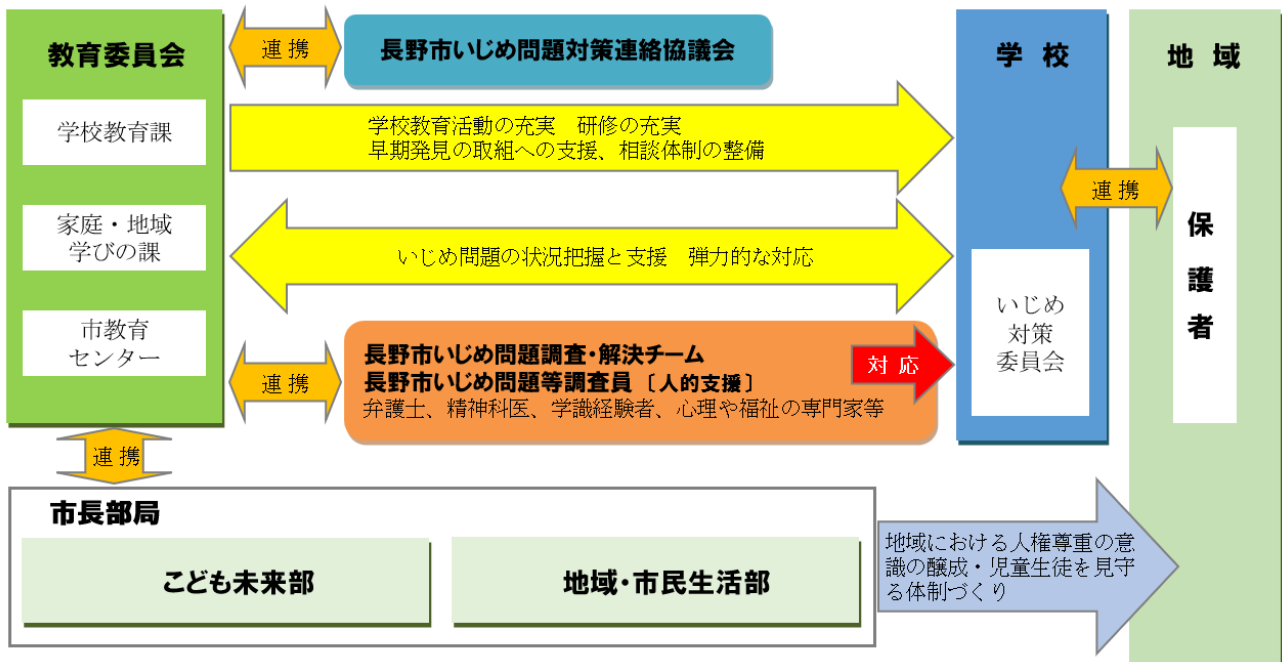 教育委員会
学校教育課
家庭・地域
学びの課
市教育
センター
連携
長野市いじめ問題対策連絡協議会
学校教育活動の充実　研修の充実
早期発見の取組への支援、相談体制の整備
いじめ問題の状況把握と支援　弾力的な対応
連携
長野市いじめ問題調査・解決チーム
長野市いじめ問題等調査員〔人的支援〕
弁護士、精神科医、学識経験者、心理や福祉の専門家等
対応
学校
いじめ
対策
委員会
連携
地域
保護者
連携
市長部局
こども未来部
地域・市民生活部
地域における人権尊重の意
識の醸成・児童生徒を見守
る体制づくり